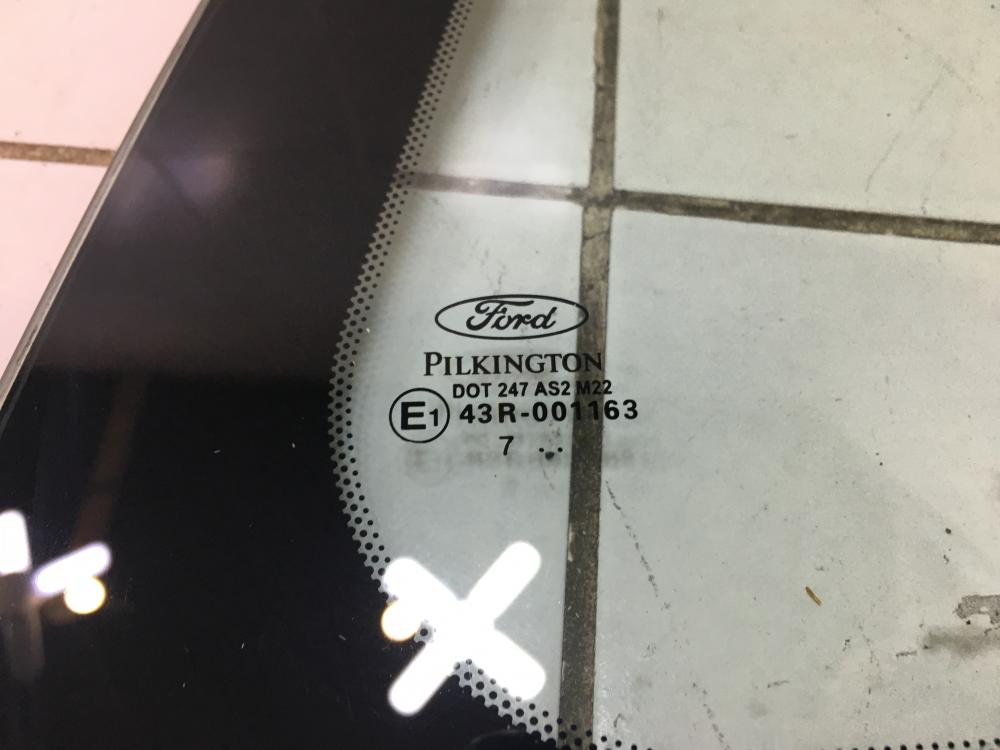 Ford
PILKINGTON
DOT 247 AS2 M22
E1 43R-001163
7 ...